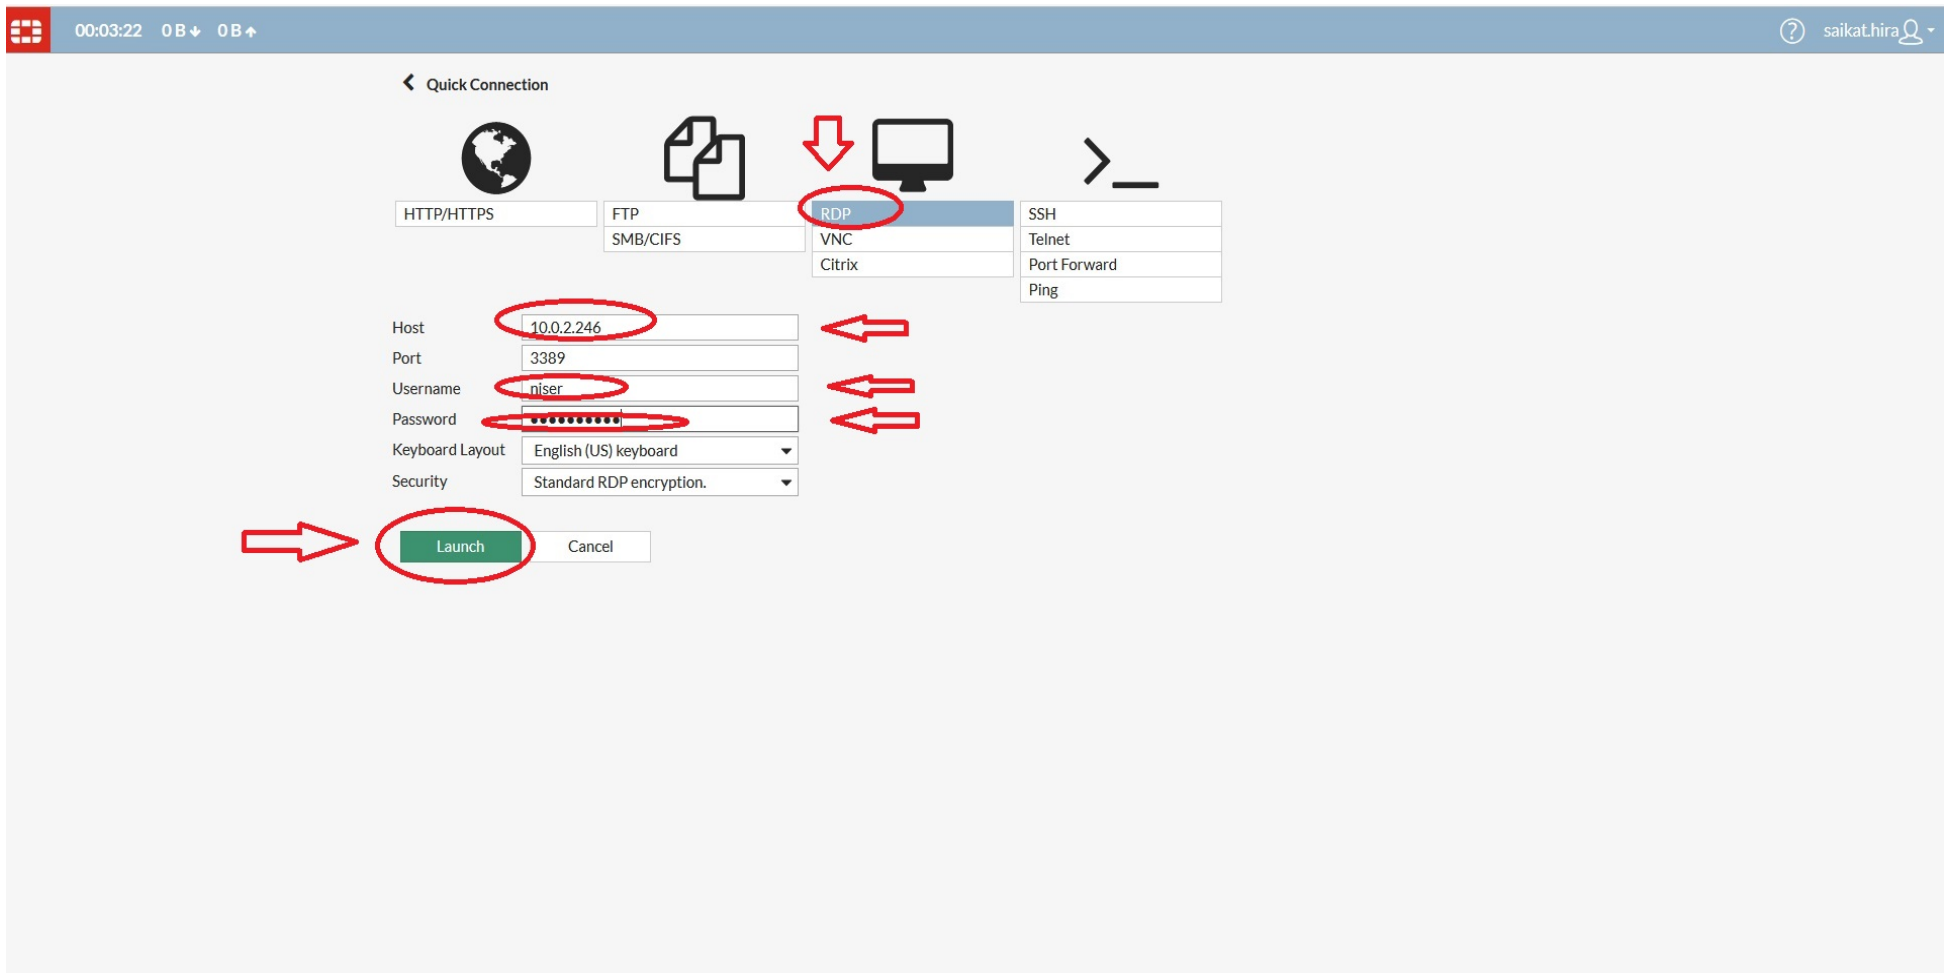 00:03:22 0 B 0 B
saikat.hira
Quick Connection
HTTP/HTTPS FTP RDP SSH
SMB/CIFS VNC Telnet
Citrix Port Forward
Ping
Host 10.0.2.246
Port 3389
Username niser
Password ••••••••••
Keyboard Layout English (US) keyboard
Security Standard RDP encryption.
Launch Cancel